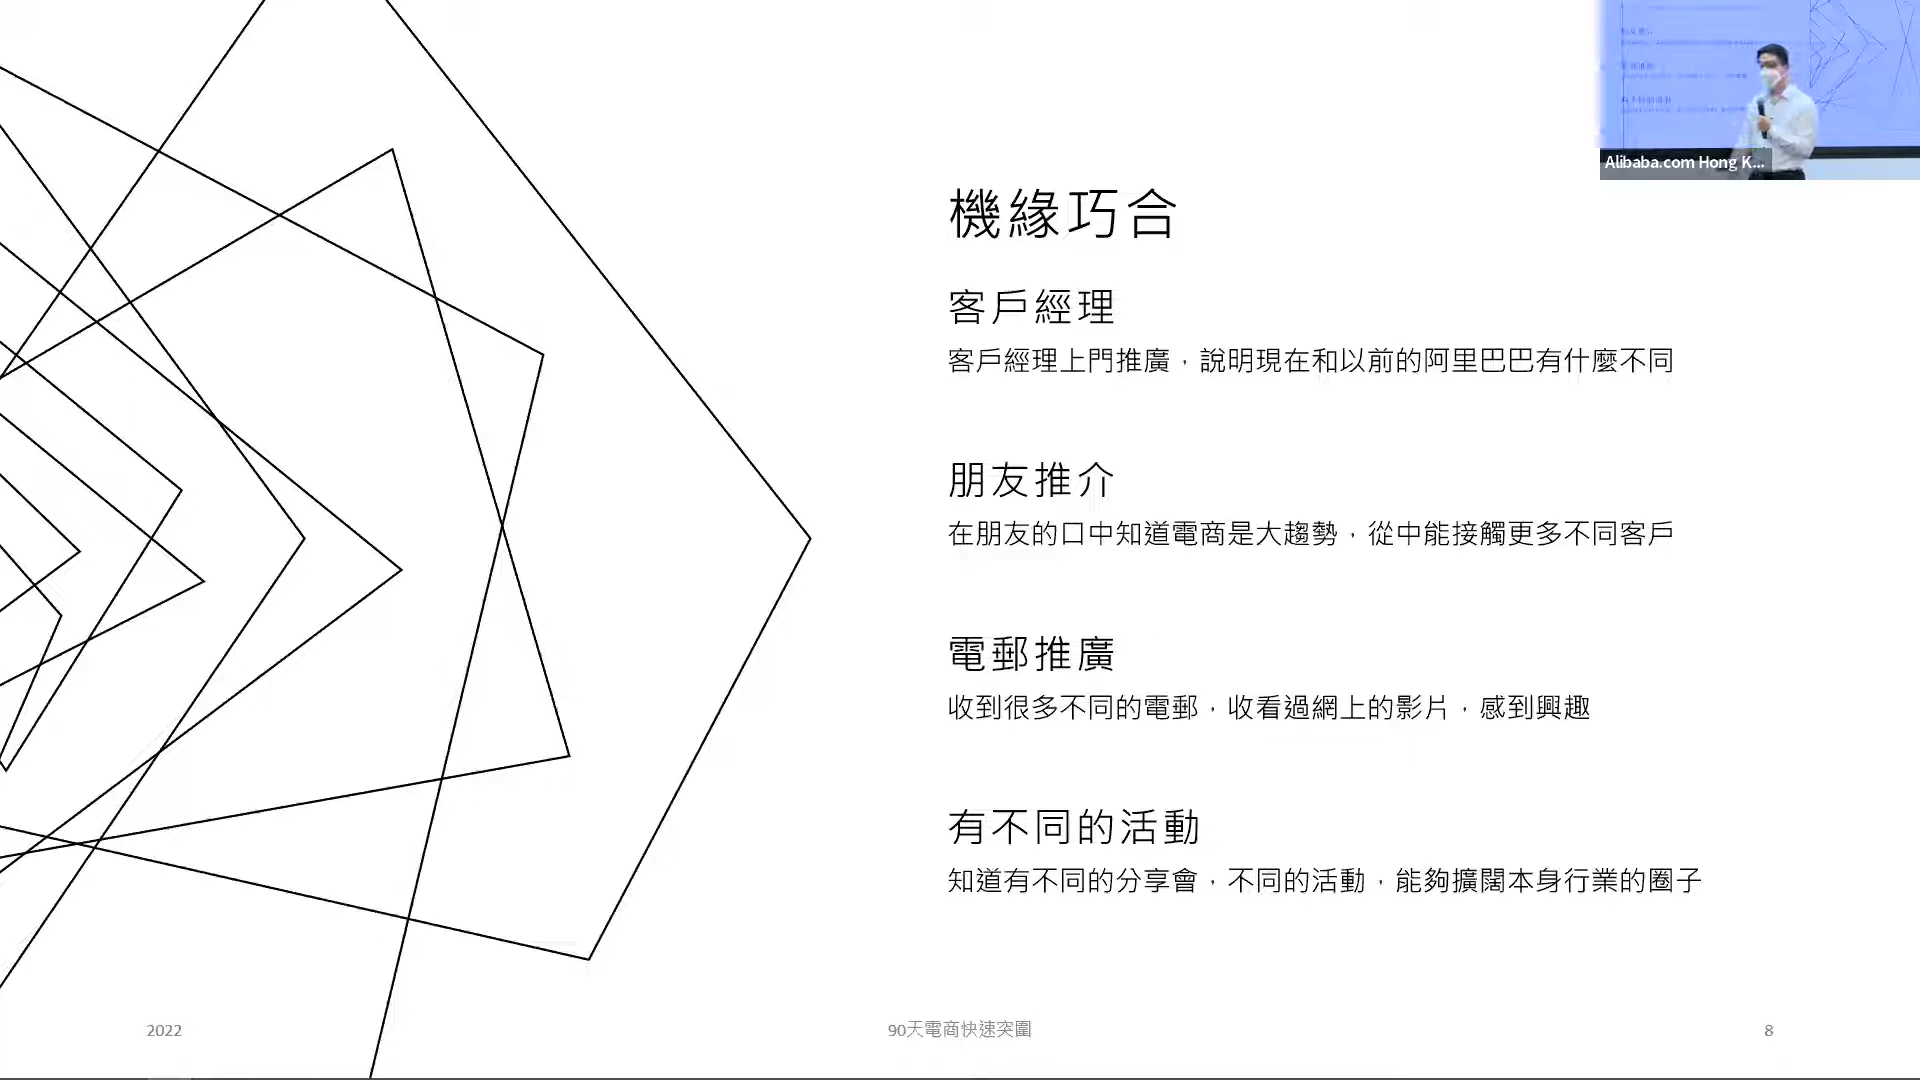 Alibaba.com Hong K...
機緣巧合
客戶經理
客戶經理上門推廣，說明現在和以前的阿里巴巴有什麼不同
朋友推介
在朋友的口中知道電商是大趨勢，從中能接觸更多不同客戶
電郵推廣
收到很多不同的電郵，收看過網上的影片，感到興趣
有不同的活動
知道有不同的分享會，不同的活動，能夠擴闊本身行業的圈子
2022
90天電商快速突圍
8